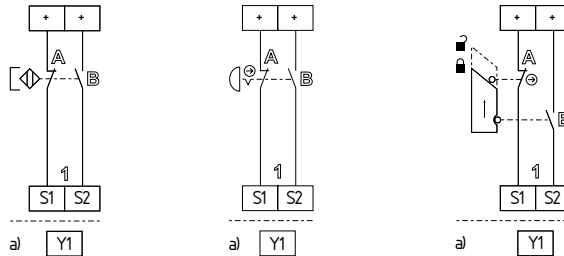 + + + + + +
A A A
B B
B
1 1 1
S1 S2 S1 S2 S1 S2
a) Y1 a) Y1 a) Y1